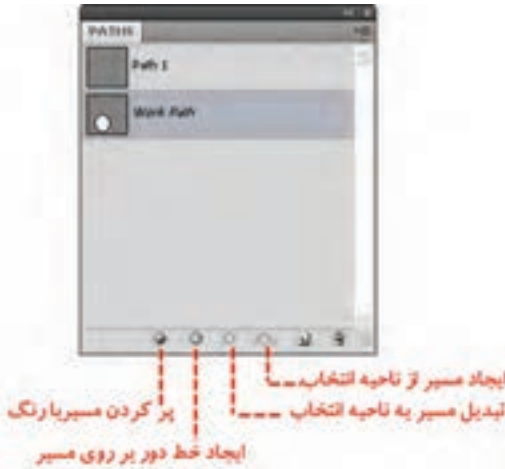 PATHS
Path 1
Work Path
ایجاد مسیر از ناحیه انتخاب
تبدیل مسیر به ناحیه انتخاب
پر کردن مسیر با رنگ
ایجاد خط دور بر روی مسیر